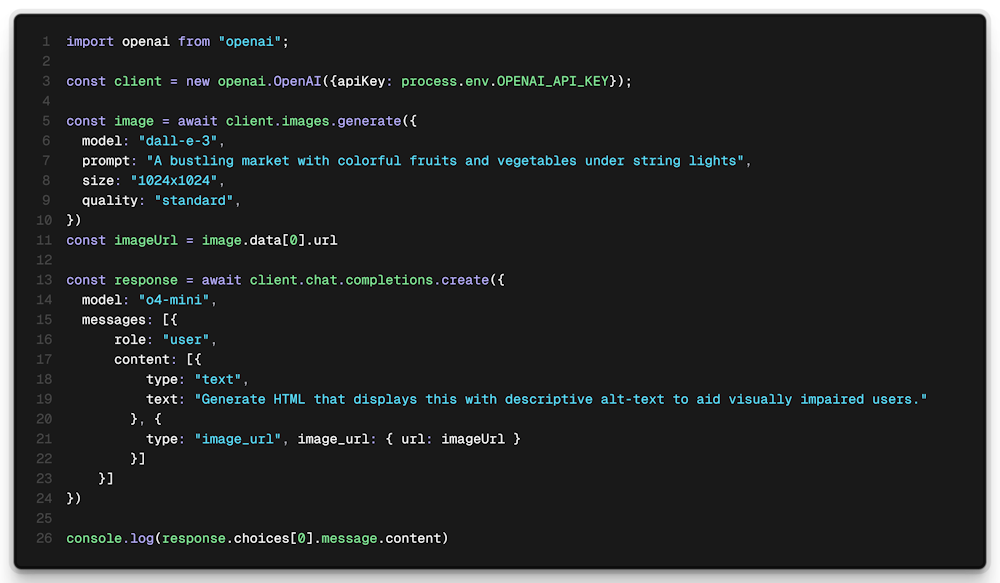 1 import openai from "openai";
2
3 const client = new openai.OpenAI({apiKey: process.env.OPENAI_API_KEY});
4
5 const image = await client.images.generate({
6   model: "dall-e-3",
7   prompt: "A bustling market with colorful fruits and vegetables under string lights",
8   size: "1024x1024",
9   quality: "standard",
10 })
11 const imageUrl = image.data[0].url
12
13 const response = await client.chat.completions.create({
14   model: "o4-mini",
15   messages: [{
16       role: "user",
17       content: [{
18           type: "text",
19           text: "Generate HTML that displays this with descriptive alt-text to aid visually impaired users."
20         }, {
21           type: "image_url", image_url: { url: imageUrl }
22         }]
23     }]
24 })
25
26 console.log(response.choices[0].message.content)